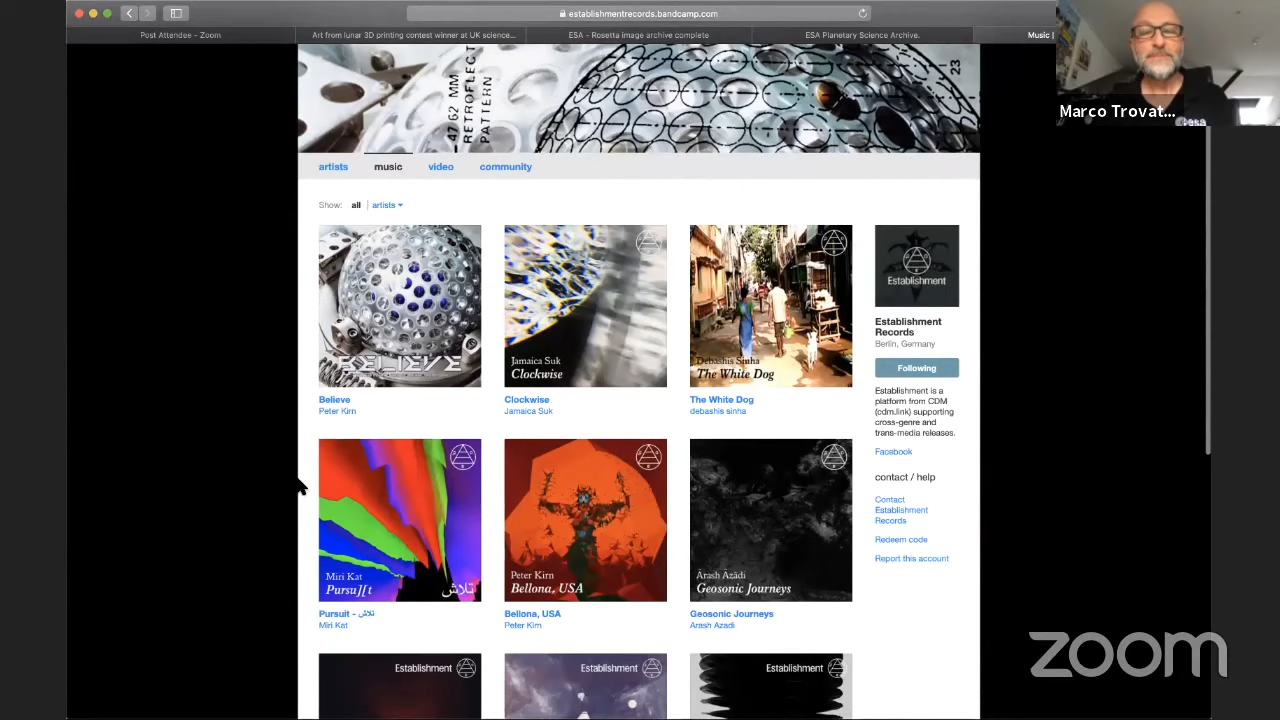 establishmentrecords.bandcamp.com
Post Attendee - Zoom
Art from lunar 3D printing contest winner at UK science...
ESA - Rosetta image archive complete
ESA Planetary Science Archive.
Music |
Marco Trovat...
esa
47 62 MM
RETROFLECT
PATTERN
23
artists
music
video
community
Show: all | artists
BELIEVE
Jamaica Suk
Clockwise
Debashis Sinha
The White Dog
Establishment
Believe
Peter Kirn
Clockwise
Jamaica Suk
The White Dog
debashis sinha
Establishment
Records
Berlin, Germany
Following
Establishment is a
platform from CDM
(cdm.link) supporting
cross-genre and
trans-media releases.
Facebook
contact / help
Contact
Establishment
Records
Redeem code
Report this account
Miri Kat
Pursu][t
تلاش
Peter Kirn
Bellona, USA
Ārash Āzādi
Geosonic Journeys
Pursuit - تلاش
Miri Kat
Bellona, USA
Peter Kirn
Geosonic Journeys
Arash Azadi
Establishment
Establishment
Establishment
zoom